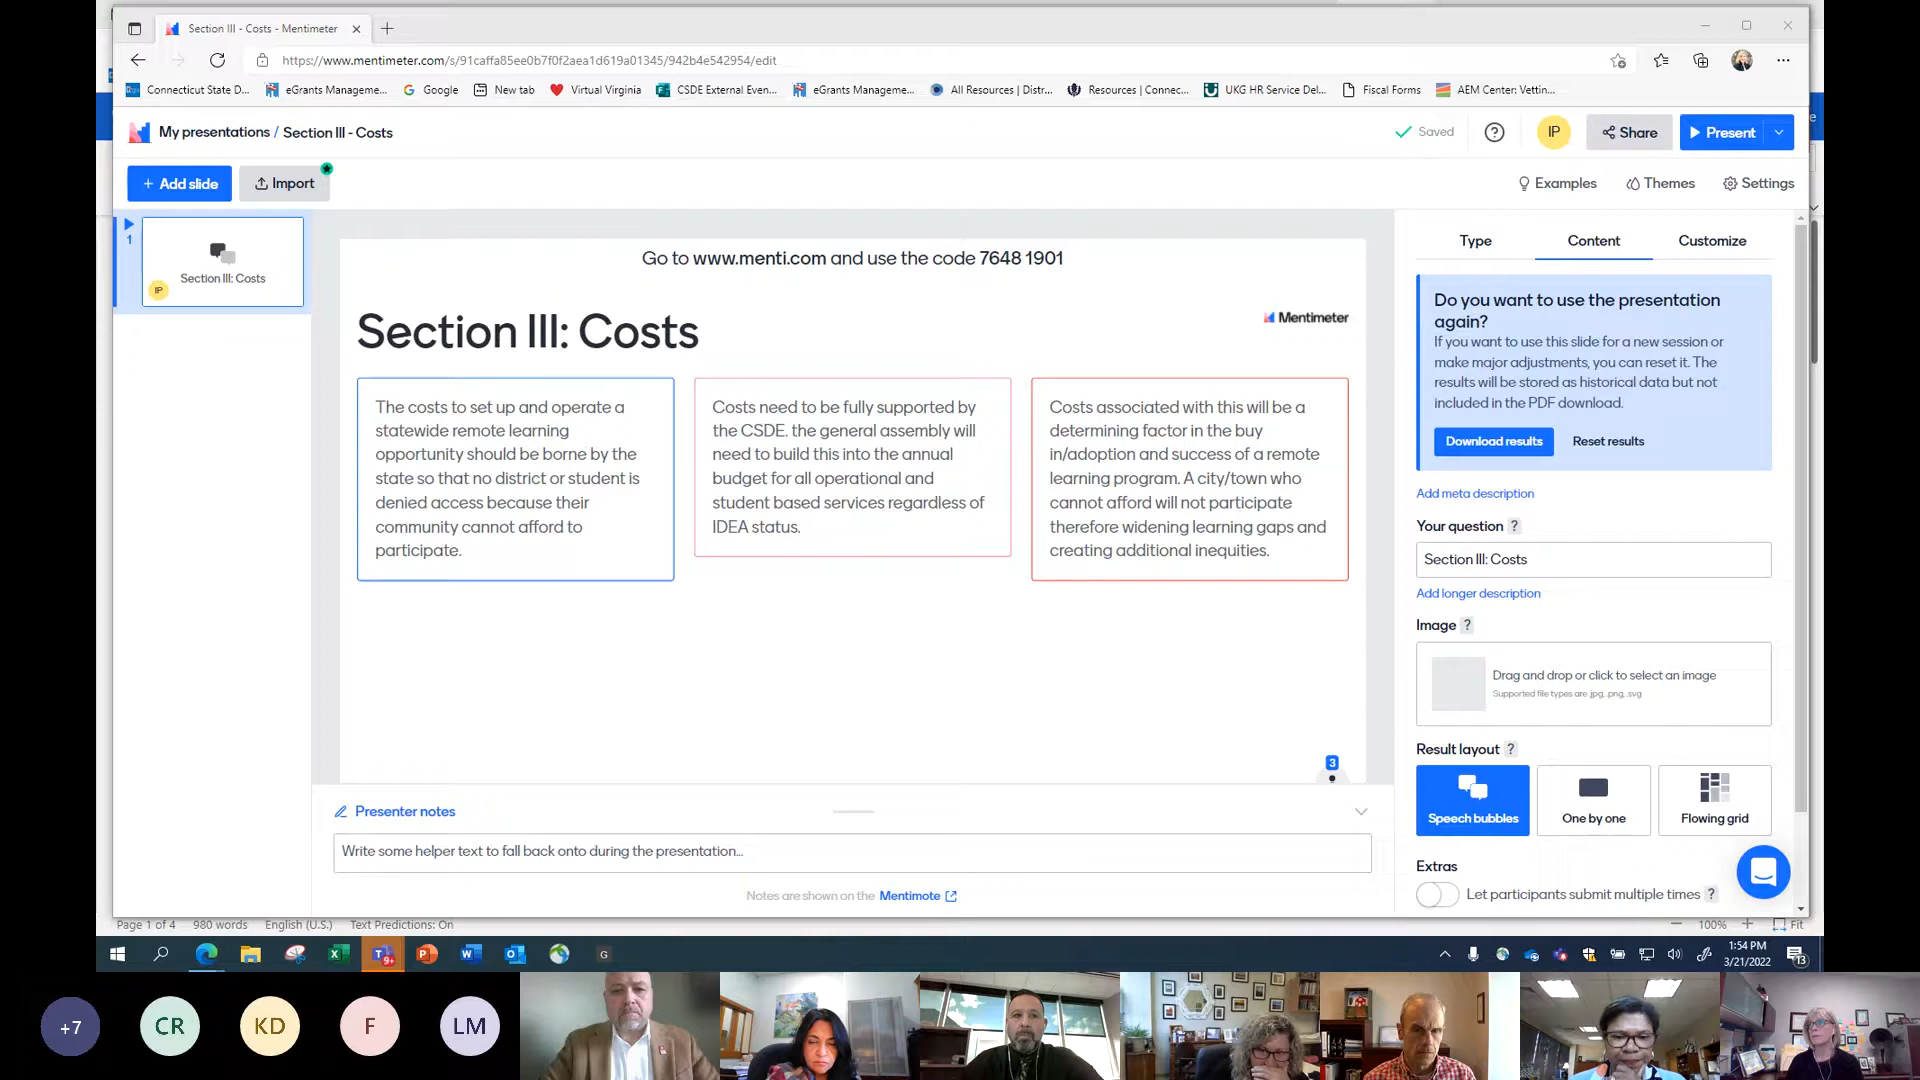 Section III - Costs - Mentimeter
https://www.mentimeter.com/s/91caffa85ee0b7f0f2aea1d619a01345/942b4e542954/edit
Connecticut State D...
eGrants Manageme...
Google
New tab
Virtual Virginia
CSDE External Even...
eGrants Manageme...
All Resources | Distr...
Resources | Connec...
UKG HR Service Del...
Fiscal Forms
AEM Center: Vettin...
My presentations / Section III - Costs
Saved
?
IP
Share
Present
+ Add slide
Import
Examples
Themes
Settings
1
Section III: Costs
IP
Go to www.menti.com and use the code 7648 1901
Section III: Costs
Mentimeter
The costs to set up and operate a
statewide remote learning
opportunity should be borne by the
state so that no district or student is
denied access because their
community cannot afford to
participate.
Costs need to be fully supported by
the CSDE. the general assembly will
need to build this into the annual
budget for all operational and
student based services regardless of
IDEA status.
Costs associated with this will be a
determining factor in the buy
in/adoption and success of a remote
learning program. A city/town who
cannot afford will not participate
therefore widening learning gaps and
creating additional inequities.
3
Presenter notes
Write some helper text to fall back onto during the presentation...
Notes are shown on the Mentimote
Type
Content
Customize
Do you want to use the presentation
again?
If you want to use this slide for a new session or
make major adjustments, you can reset it. The
results will be stored as historical data but not
included in the PDF download.
Download results
Reset results
Add meta description
Your question ?
Section III: Costs
Add longer description
Image ?
Drag and drop or click to select an image
Supported file types are .jpg, .png, .svg
Result layout ?
Speech bubbles
One by one
Flowing grid
Extras
Let participants submit multiple times ?
Page 1 of 4
980 words
English (U.S.)
Text Predictions: On
100%
Fit
1:54 PM
3/21/2022
13
+7
CR
KD
F
LM